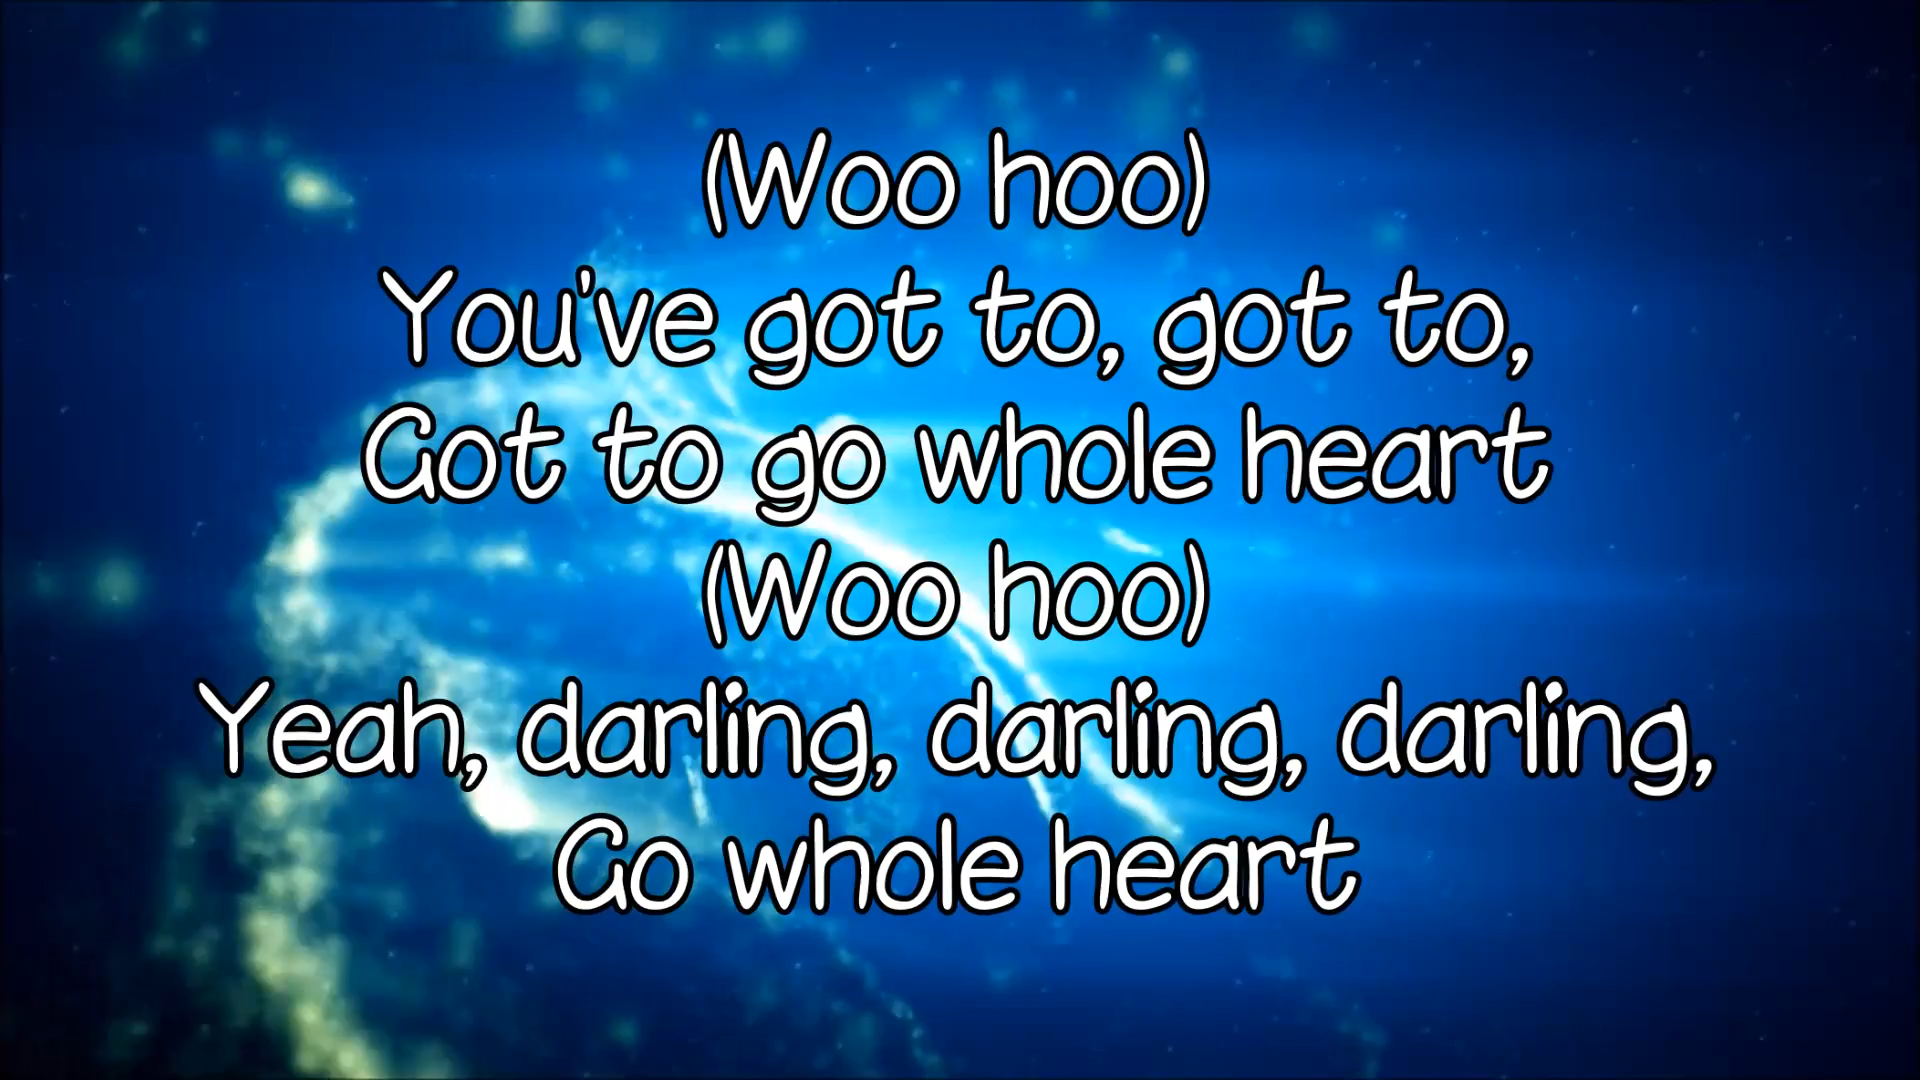 (Woo hoo)
You've got to, got to,
Got to go whole heart
(Woo hoo)
Yeah, darling, darling, darling,
Go whole heart